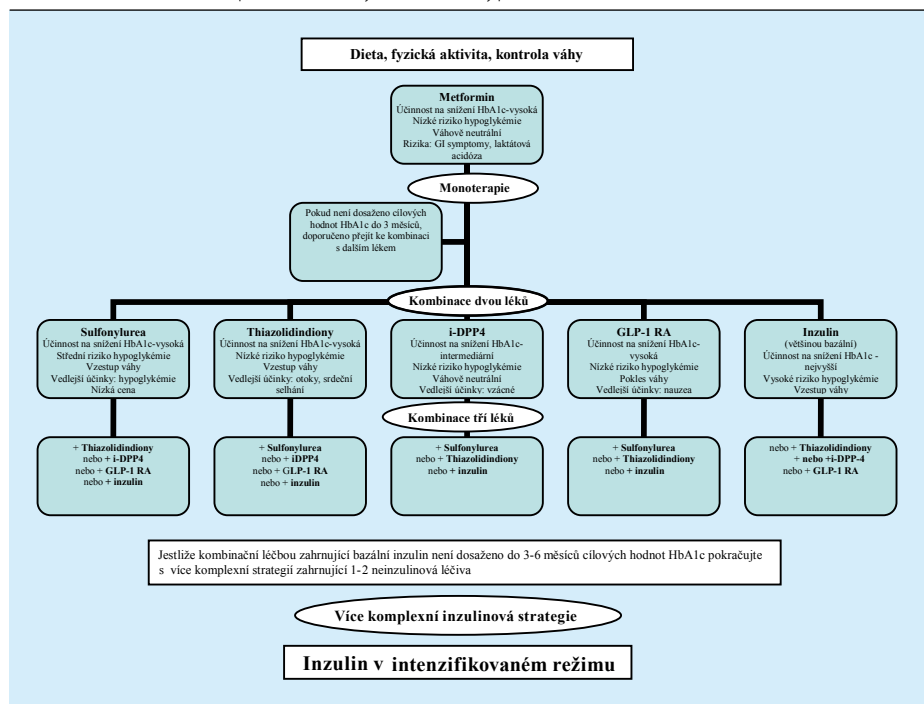 Dieta, fyzická aktivita, kontrola váhy
Metformin
Účinnost na snížení HbA1c-vysoká
Nízké riziko hypoglykémie
Váhově neutrální
Rizika: GI symptomy, laktátová
acidóza
Monoterapie
Pokud není dosaženo cílových
hodnot HbA1c do 3 měsíců,
doporučeno přejít ke kombinaci
s dalším lékem
Kombinace dvou léků
Sulfonylurea
Účinnost na snížení HbA1c-vysoká
Střední riziko hypoglykémie
Vzestup váhy
Vedlejší účinky: hypoglykémie
Nízká cena
Thiazolidindiony
Účinnost na snížení HbA1c-vysoká
Nízké riziko hypoglykémie
Vzestup váhy
Vedlejší účinky: otoky, srdeční
selhání
i-DPP4
Účinnost na snížení HbA1c-
intermediární
Nízké riziko hypoglykémie
Váhově neutrální
Vedlejší účinky: vzácné
GLP-1 RA
Účinnost na snížení HbA1c-
vysoká
Nízké riziko hypoglykémie
Pokles váhy
Vedlejší účinky: nauzea
Inzulin
(většinou bazální)
Účinnost na snížení HbA1c -
nejvyšší
Vysoké riziko hypoglykémie
Vzestup váhy
Kombinace tří léků
+ Thiazolidindiony
nebo + i-DPP4
nebo + GLP-1 RA
nebo + inzulin
+ Sulfonylurea
nebo + iDPP4
nebo + GLP-1 RA
nebo + inzulin
+ Sulfonylurea
nebo + Thiazolidindiony
nebo + inzulin
+ Sulfonylurea
nebo + Thiazolidindiony
nebo + inzulin
nebo + Thiazolidindiony
+ nebo +i-DPP-4
nebo + GLP-1 RA
Jestliže kombinační léčbou zahrnující bazální inzulin není dosaženo do 3-6 měsíců cílových hodnot HbA1c pokračujte
s více komplexní strategií zahrnující 1-2 neinzulinová léčiva
Více komplexní inzulinová strategie
Inzulin v intenzifikovaném režimu